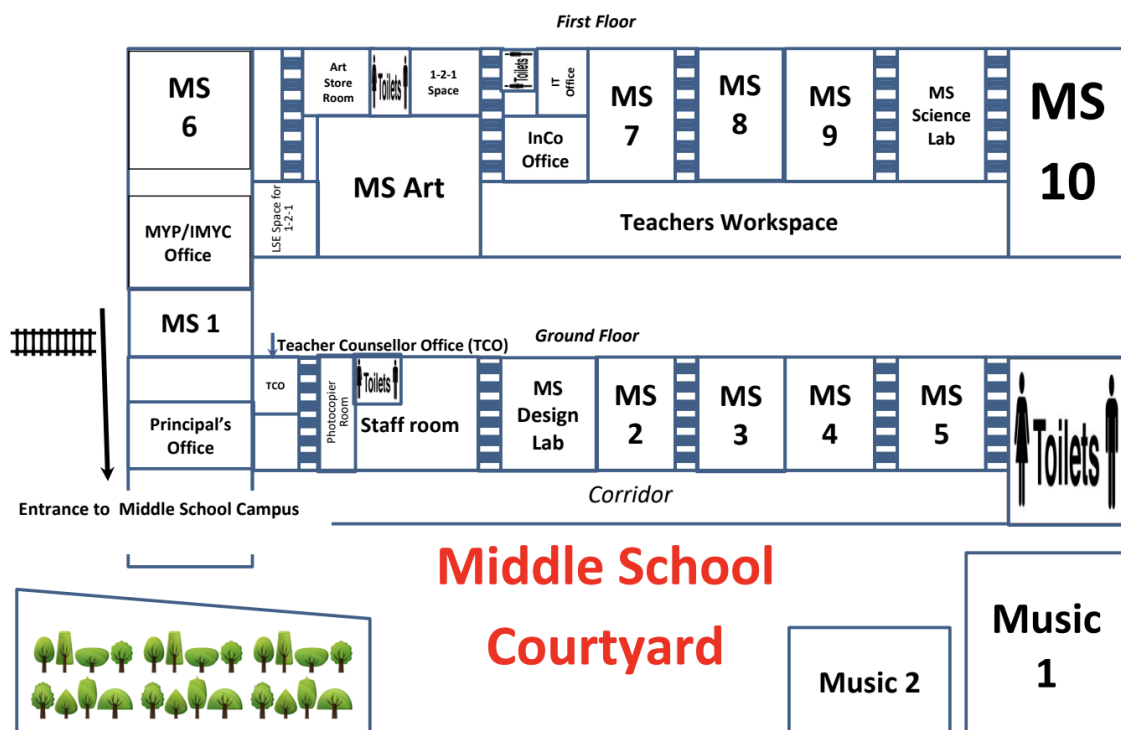 First Floor
MS
6
Art
Store
Room
Toilets
1-2-1
Space
Toilets
IT
Office
InCo
Office
MS
7
MS
8
MS
9
MS
Science
Lab
MS
10
LSE Space for
1-2-1
MS Art
Teachers Workspace
MYP/IMYC
Office
MS 1
Ground Floor
Teacher Counsellor Office (TCO)
TCO
Photocopier
Room
Toilets
Staff room
MS
Design
Lab
MS
2
MS
3
MS
4
MS
5
Toilets
Principal’s
Office
Corridor
Entrance to Middle School Campus
Middle School
Courtyard
Music 2
Music
1